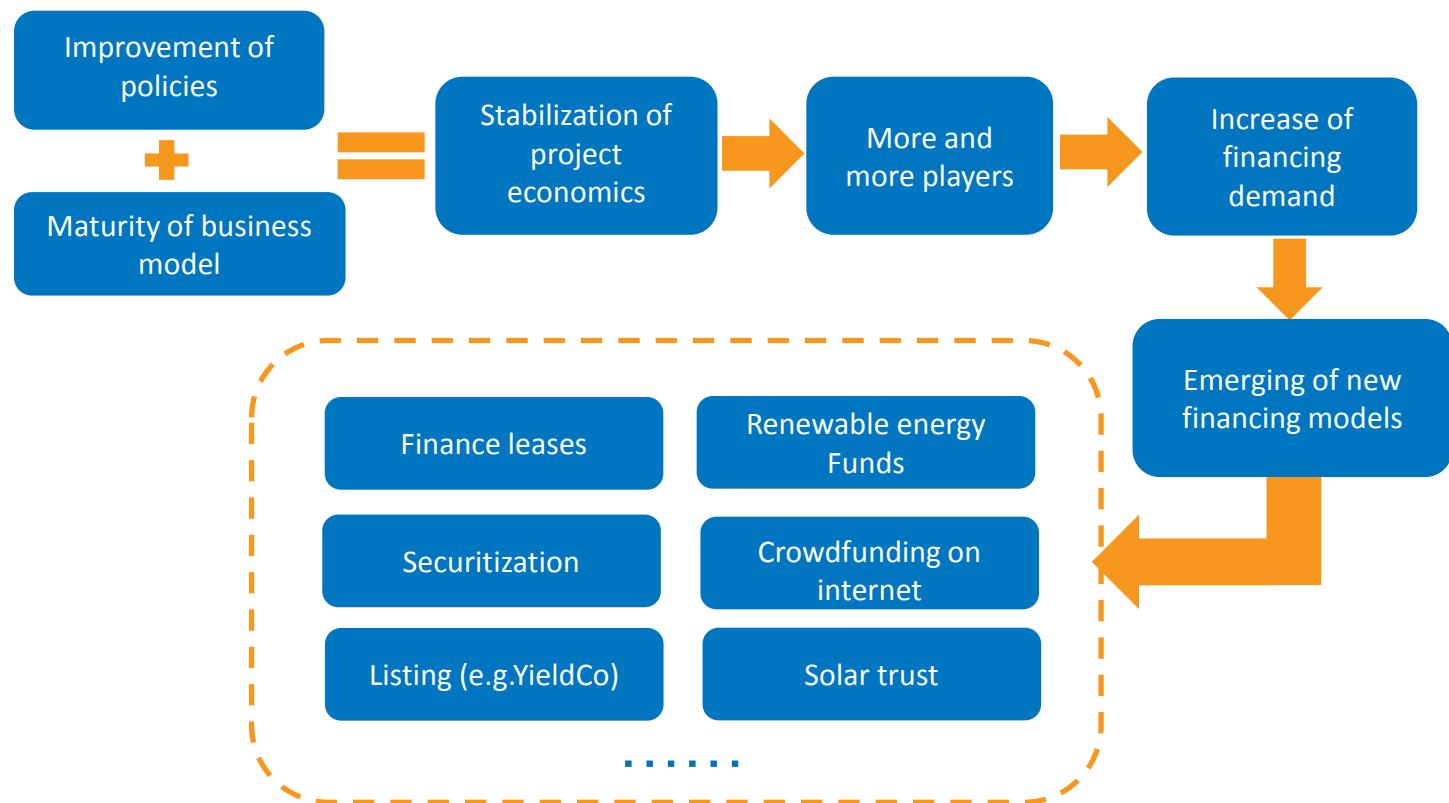 Improvement of
policies
Maturity of business
model
Stabilization of
project
economics
More and
more players
Increase of
financing
demand
Emerging of new
financing models
Finance leases
Renewable energy
Funds
Securitization
Crowdfunding on
internet
Listing (e.g.YieldCo)
Solar trust
......